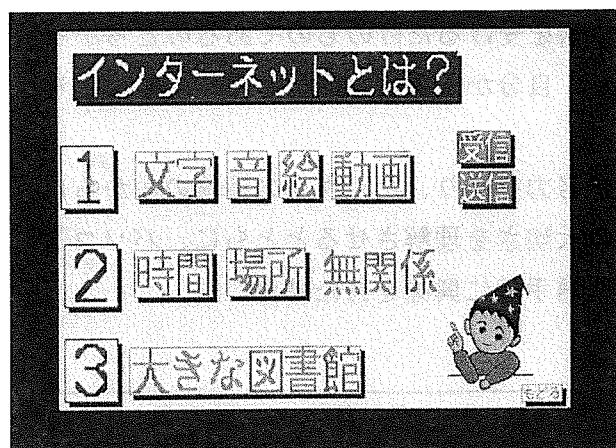 インターネットとは?
1 文字 音 絵 動画 受信 送信
2 時間 場所 無関係
3 大きな図書館
もどる